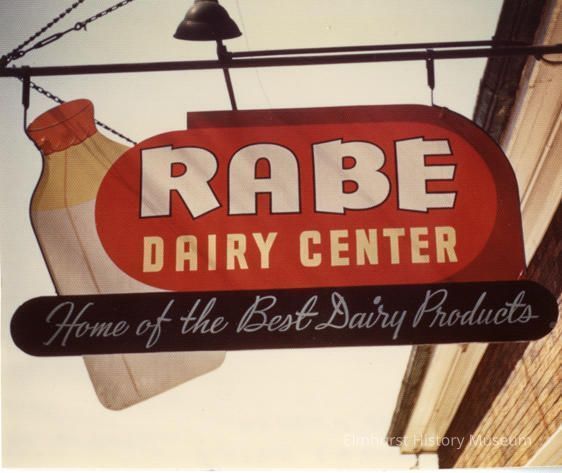 RABE
DAIRY CENTER
Home of the Best Dairy Products
Elmhurst History Museum